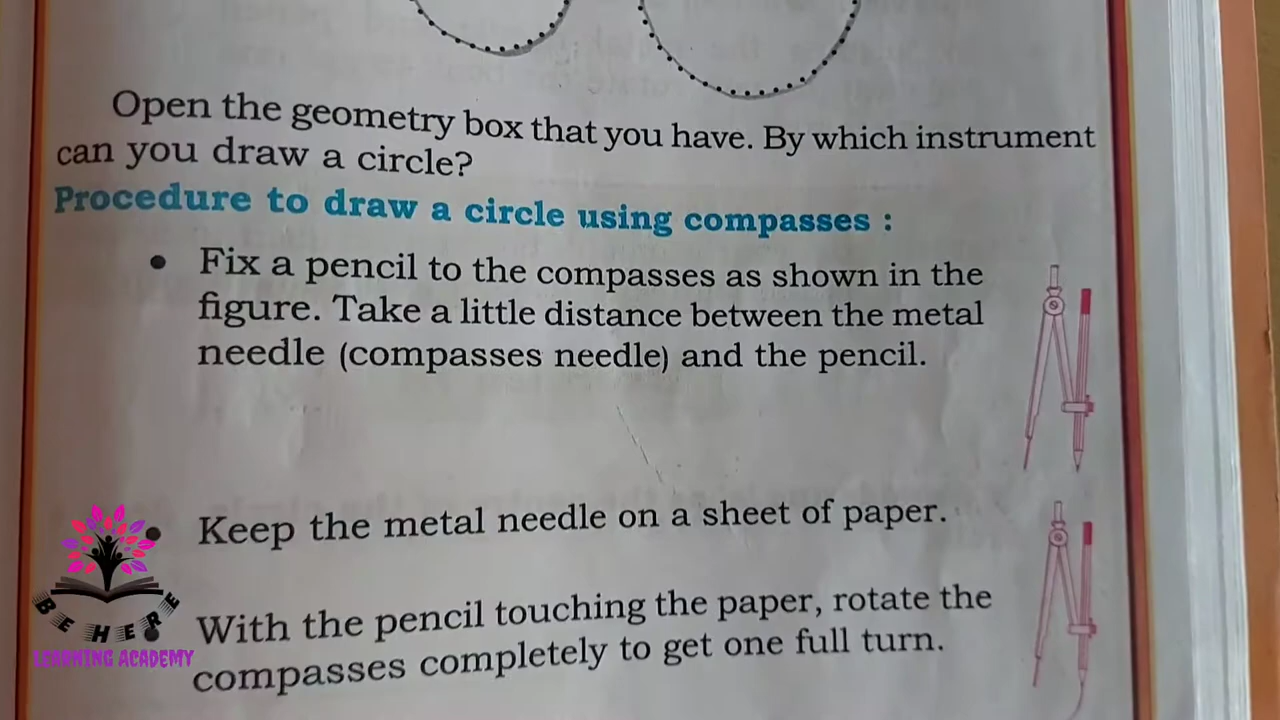 Open the geometry box that you have. By which instrument
can you draw a circle?
Procedure to draw a circle using compasses :
• Fix a pencil to the compasses as shown in the
figure. Take a little distance between the metal
needle (compasses needle) and the pencil.
• Keep the metal needle on a sheet of paper.
• With the pencil touching the paper, rotate the
compasses completely to get one full turn.
BEHERE
LEARNING ACADEMY